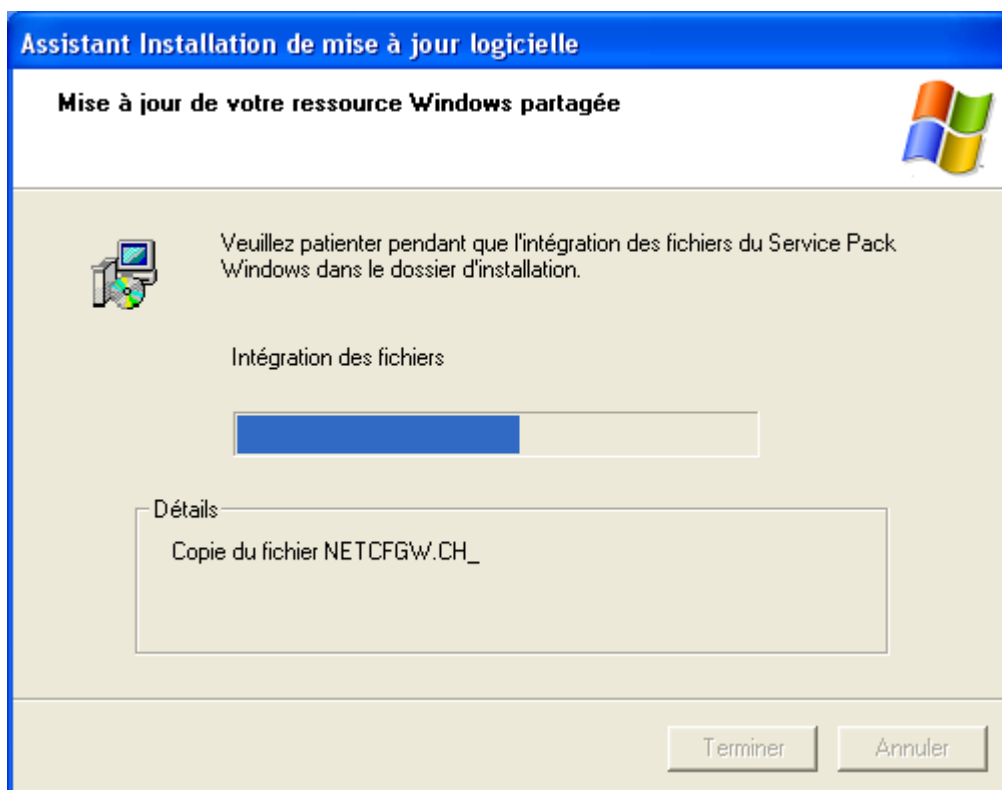 Assistant Installation de mise à jour logicielle
Mise à jour de votre ressource Windows partagée
Veuillez patienter pendant que l'intégration des fichiers du Service Pack
Windows dans le dossier d'installation.
Intégration des fichiers
Détails
Copie du fichier NETCFGW.CH_
Terminer
Annuler